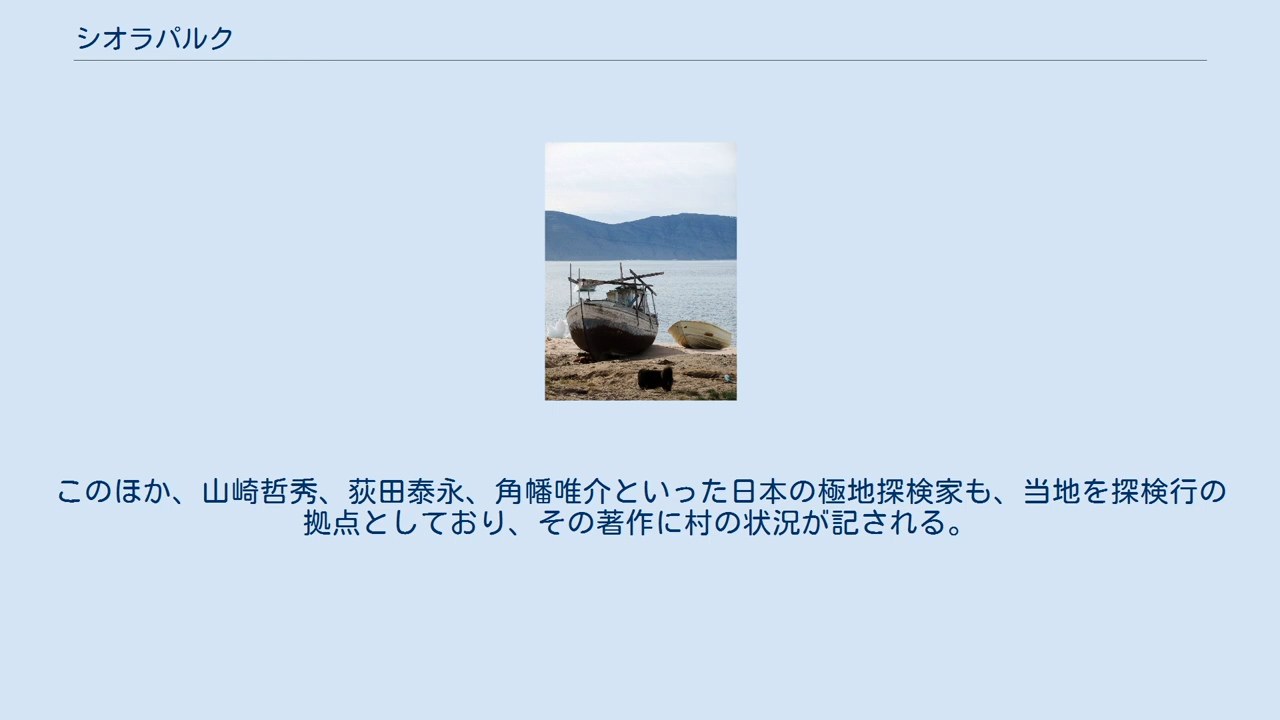 シオラパルク
このほか、山崎哲秀、荻田泰永、角幡唯介といった日本の極地探検家も、当地を探検行の
拠点としており、その著作に村の状況が記される。